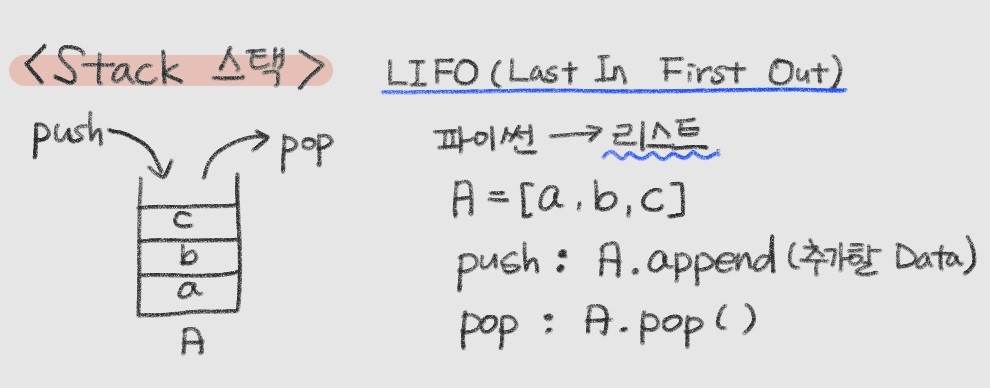 <Stack 스택>
LIFO (Last In First Out)
push
pop
c
b
a
A
파이썬 → 리스트
A = [a, b, c]
push : A.append (추가할 Data)
pop : A.pop ( )